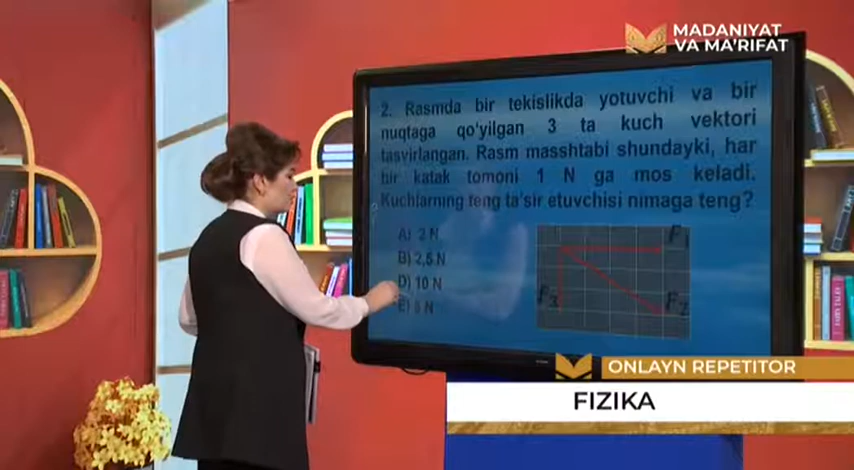 MADANIYAT
VA MA'RIFAT
2. Rasmda bir tekislikda yotuvchi va bir
nuqtaga qo'yilgan 3 ta kuch vektori
tasvirlangan. Rasm masshtabi shundayki, har
bir katak tomoni 1 N ga mos keladi.
Kuchlarning teng ta'sir etuvchisi nimaga teng?
A) 2 N
B) 2,5 N
D) 10 N
E) N
F1
F3
F2
ONLAYN REPETITOR
FIZIKA